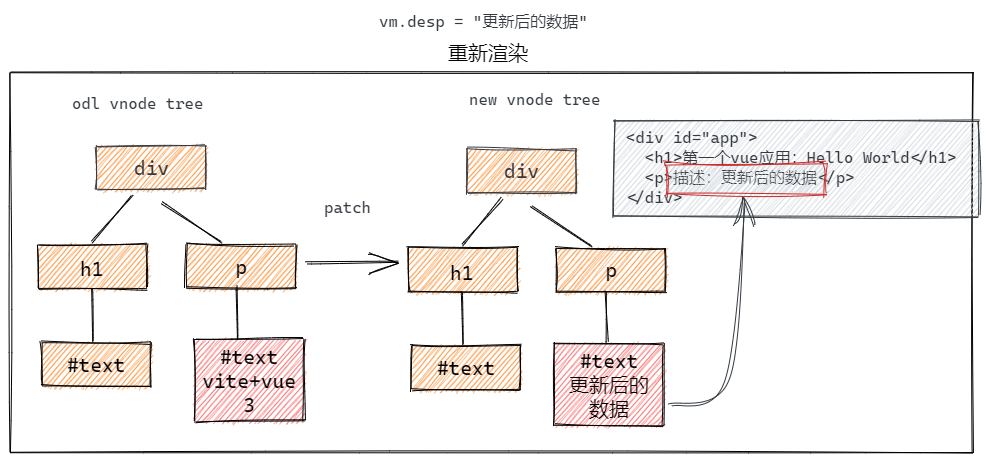 vm.desp = "更新后的数据"
重新渲染
odl vnode tree
new vnode tree
<div id="app">
<h1>第一个vue应用：Hello World</h1>
<p>描述：更新后的数据</p>
</div>
div
div
patch
h1
p
h1
p
#text
#text
vite+vue
3
#text
#text
更新后的
数据